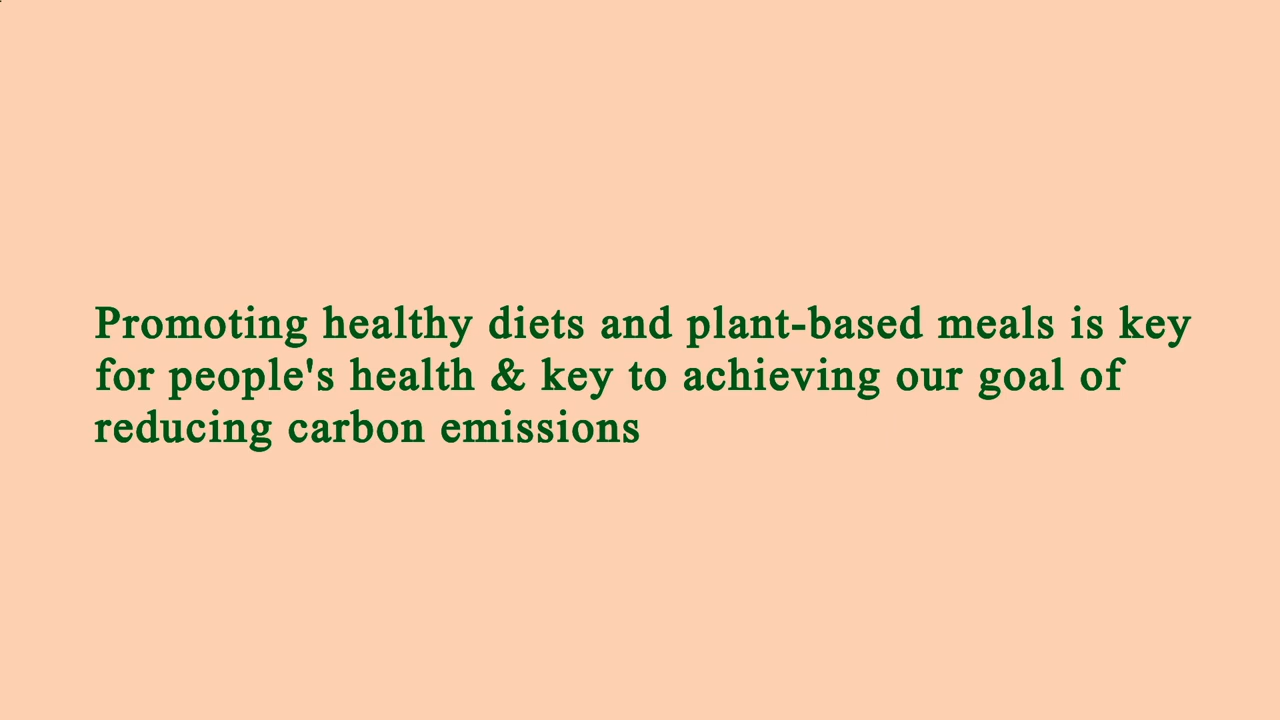 Promoting healthy diets and plant-based meals is key
for people's health & key to achieving our goal of
reducing carbon emissions